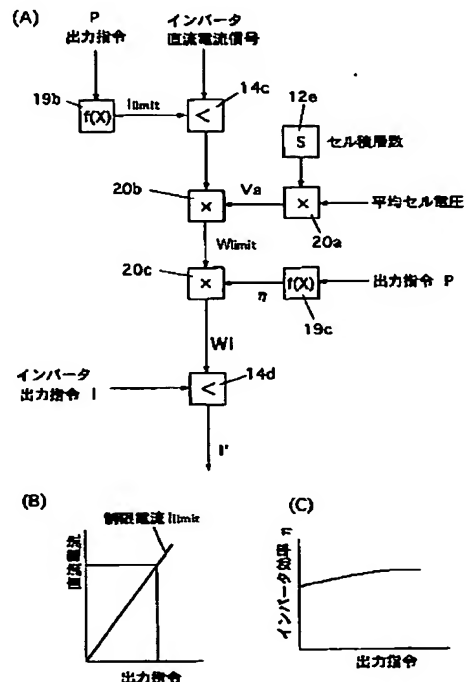 (A)
P
出力指令
インバータ
直流電流信号
19b
f(X)
Ilimit
<
14c
12e
S
セル積層数
20b
×
Va
×
平均セル電圧
20a
Wlimit
20c
×
η
f(X)
出力指令 P
19c
Wi
インバータ
出力指令 I
<
14d
I'
(B)
制限電流 Ilimit
直流電流
出力指令
(C)
インバータ効率 η
出力指令